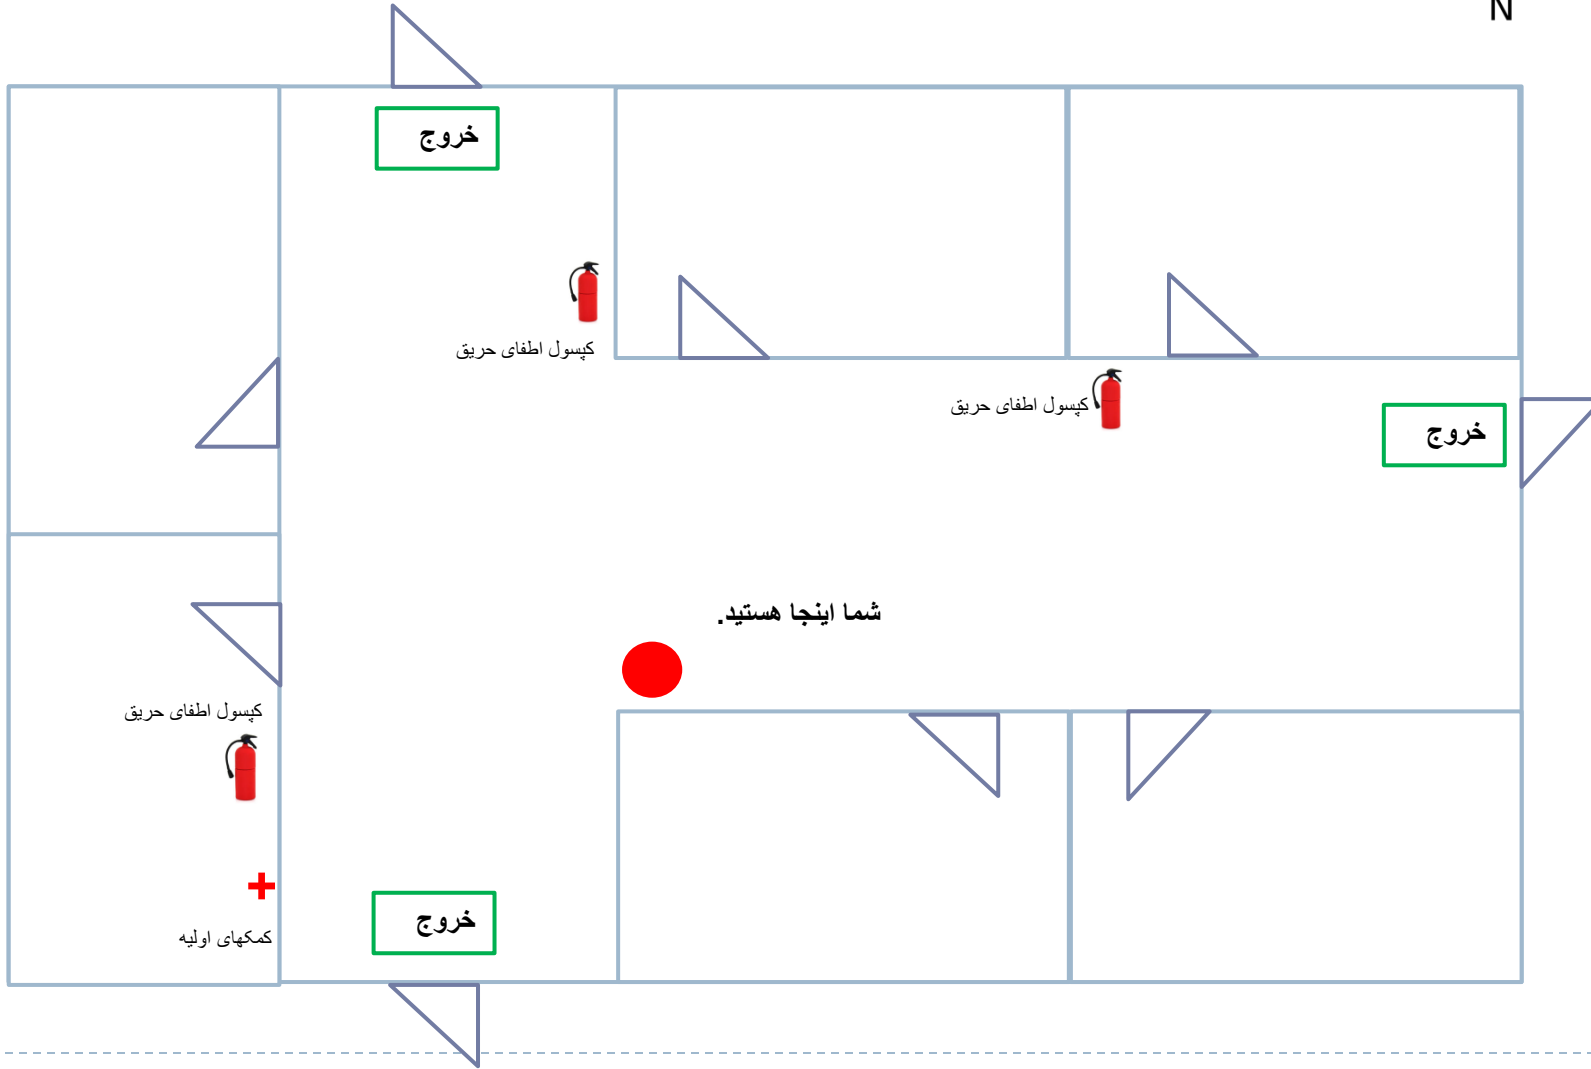 N
خروج
کپسول اطفای حریق
کپسول اطفای حریق
خروج
شما اینجا هستید.
کپسول اطفای حریق
خروج
کمکهای اولیه